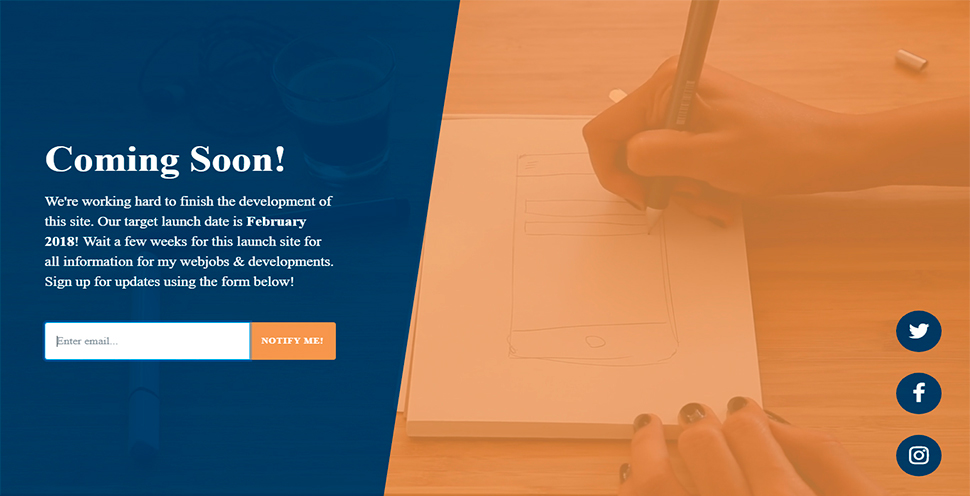 Coming Soon!
We're working hard to finish the development of
this site. Our target launch date is February
2018! Wait a few weeks for this launch site for
all information for my webjobs & developments.
Sign up for updates using the form below!
Enter email...
NOTIFY ME!